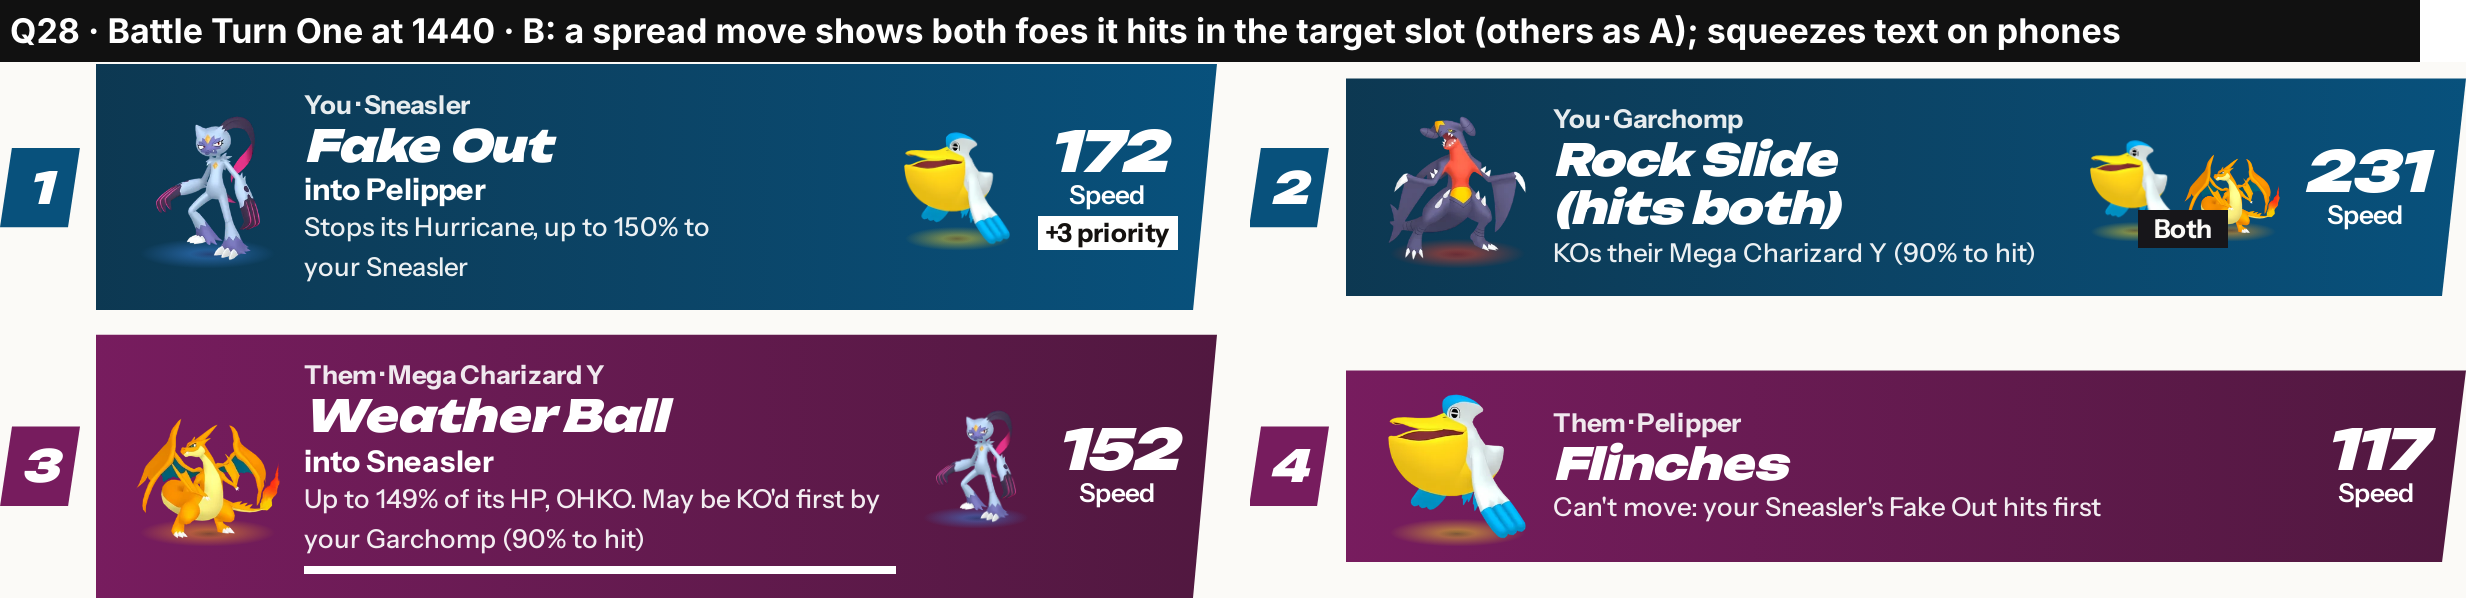 Q28 · Battle Turn One at 1440 · B: a spread move shows both foes it hits in the target slot (others as A); squeezes text on phones
1
You · Sneasler
Fake Out
into Pelipper
Stops its Hurricane, up to 150% to
your Sneasler
172
Speed
+3 priority
2
You · Garchomp
Rock Slide
(hits both)
KOs their Mega Charizard Y (90% to hit)
Both
231
Speed
3
Them · Mega Charizard Y
Weather Ball
into Sneasler
Up to 149% of its HP, OHKO. May be KO'd first by
your Garchomp (90% to hit)
152
Speed
4
Them · Pelipper
Flinches
Can't move: your Sneasler's Fake Out hits first
117
Speed